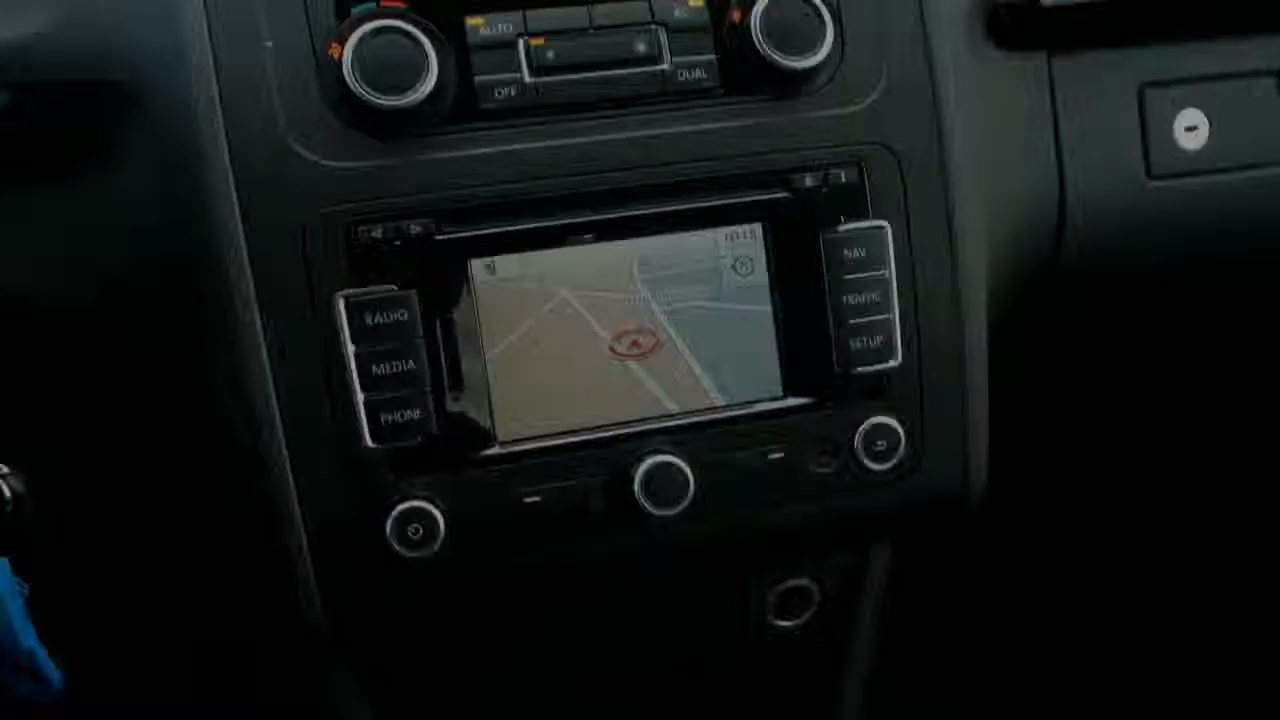 AUTO
OFF
DUAL
NAV
RADIO
TRAFFIC
MEDIA
SETUP
PHONE